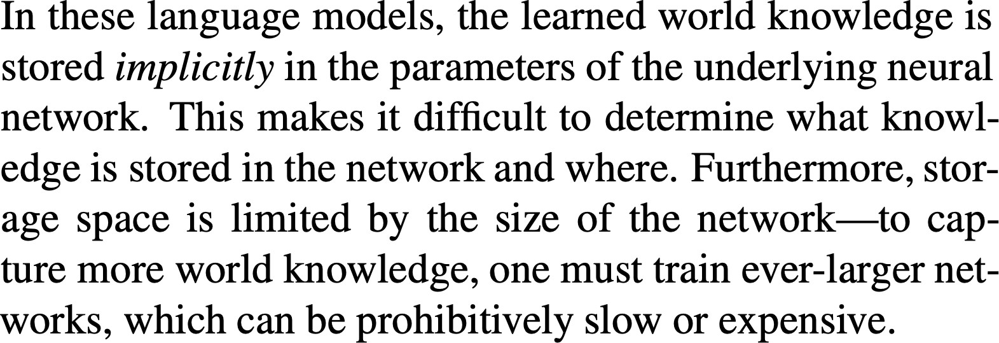 In these language models, the learned world knowledge is
stored implicitly in the parameters of the underlying neural
network. This makes it difficult to determine what knowl-
edge is stored in the network and where. Furthermore, stor-
age space is limited by the size of the network—to cap-
ture more world knowledge, one must train ever-larger net-
works, which can be prohibitively slow or expensive.